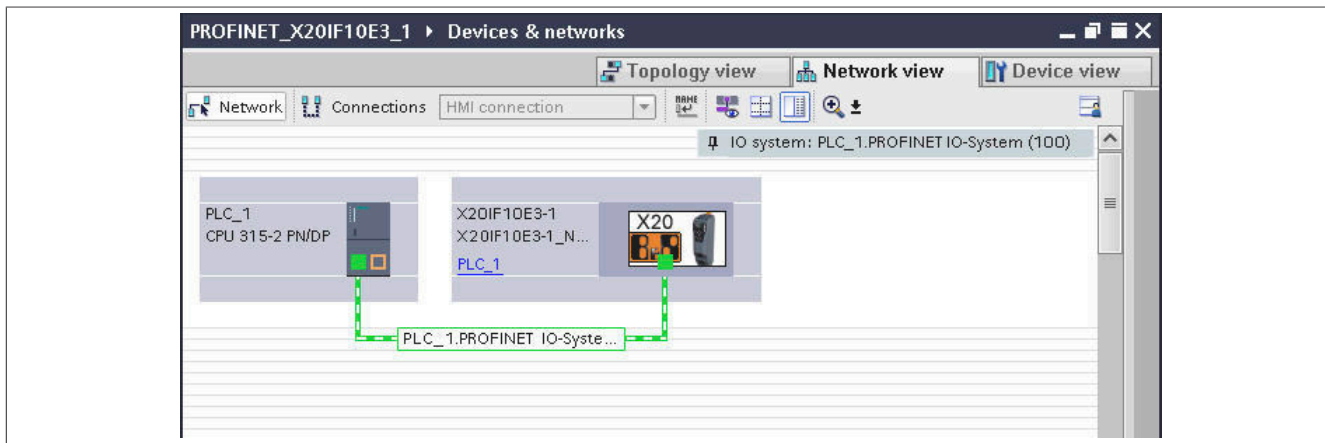 PROFINET_X20IF10E3_1 ▸ Devices & networks
Topology view Network view Device view
Network Connections HMI connection
IO system: PLC_1.PROFINET IO-System (100)
PLC_1
CPU 315-2 PN/DP
X20IF10E3-1
X20IF10E3-1_N...
PLC_1
X20
PLC_1.PROFINET IO-Syste...